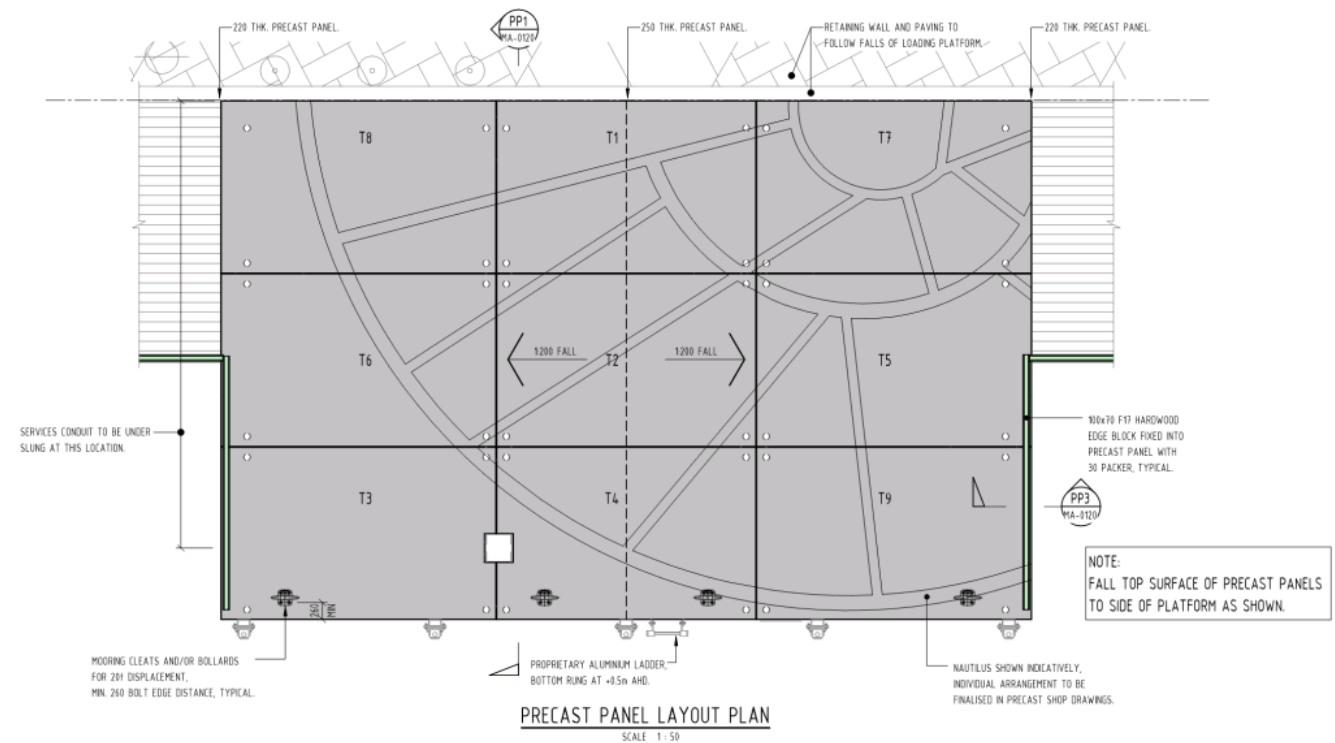 220 THK. PRECAST PANEL.
PP1
MA-0120
250 THK. PRECAST PANEL.
RETAINING WALL AND PAVING TO
FOLLOW FALLS OF LOADING PLATFORM.
220 THK. PRECAST PANEL.
T8
T1
T7
T6
1:200 FALL
T2
1:200 FALL
T5
SERVICES CONDUIT TO BE UNDER
SLUNG AT THIS LOCATION.
100x70 F17 HARDWOOD
EDGE BLOCK FIXED INTO
PRECAST PANEL WITH
30 PACKER, TYPICAL.
T3
T4
T9
PP3
MA-0120
NOTE:
FALL TOP SURFACE OF PRECAST PANELS
TO SIDE OF PLATFORM AS SHOWN.
260
MIN
MOORING CLEATS AND/OR BOLLARDS
FOR 20t DISPLACEMENT,
MIN. 260 BOLT EDGE DISTANCE, TYPICAL.
PROPRIETARY ALUMINIUM LADDER,
BOTTOM RUNG AT +0.5m AHD.
NAUTILUS SHOWN INDICATIVELY,
INDIVIDUAL ARRANGEMENT TO BE
FINALISED IN PRECAST SHOP DRAWINGS.
PRECAST PANEL LAYOUT PLAN
SCALE 1 : 50